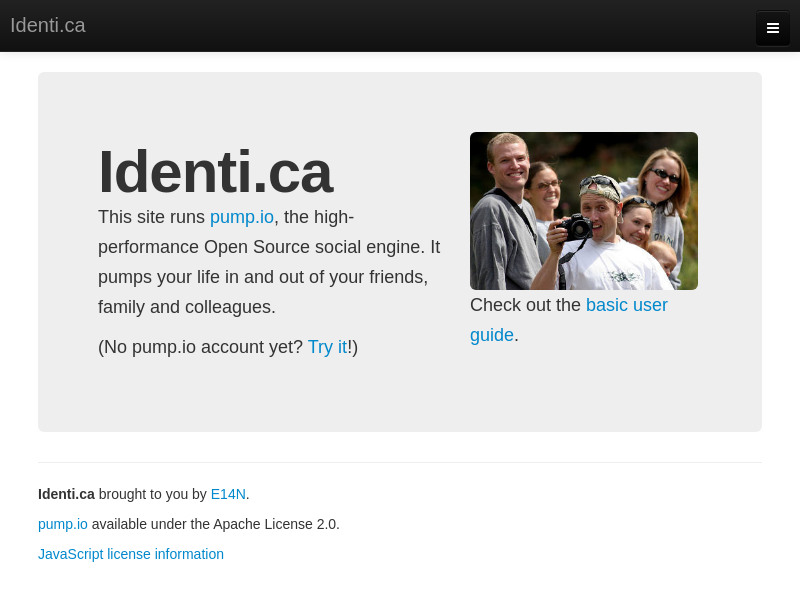 Identi.ca
Identi.ca
This site runs pump.io, the high-
performance Open Source social engine. It
pumps your life in and out of your friends,
family and colleagues.
(No pump.io account yet? Try it!)
Check out the basic user
guide.
Identi.ca brought to you by E14N.
pump.io available under the Apache License 2.0.
JavaScript license information